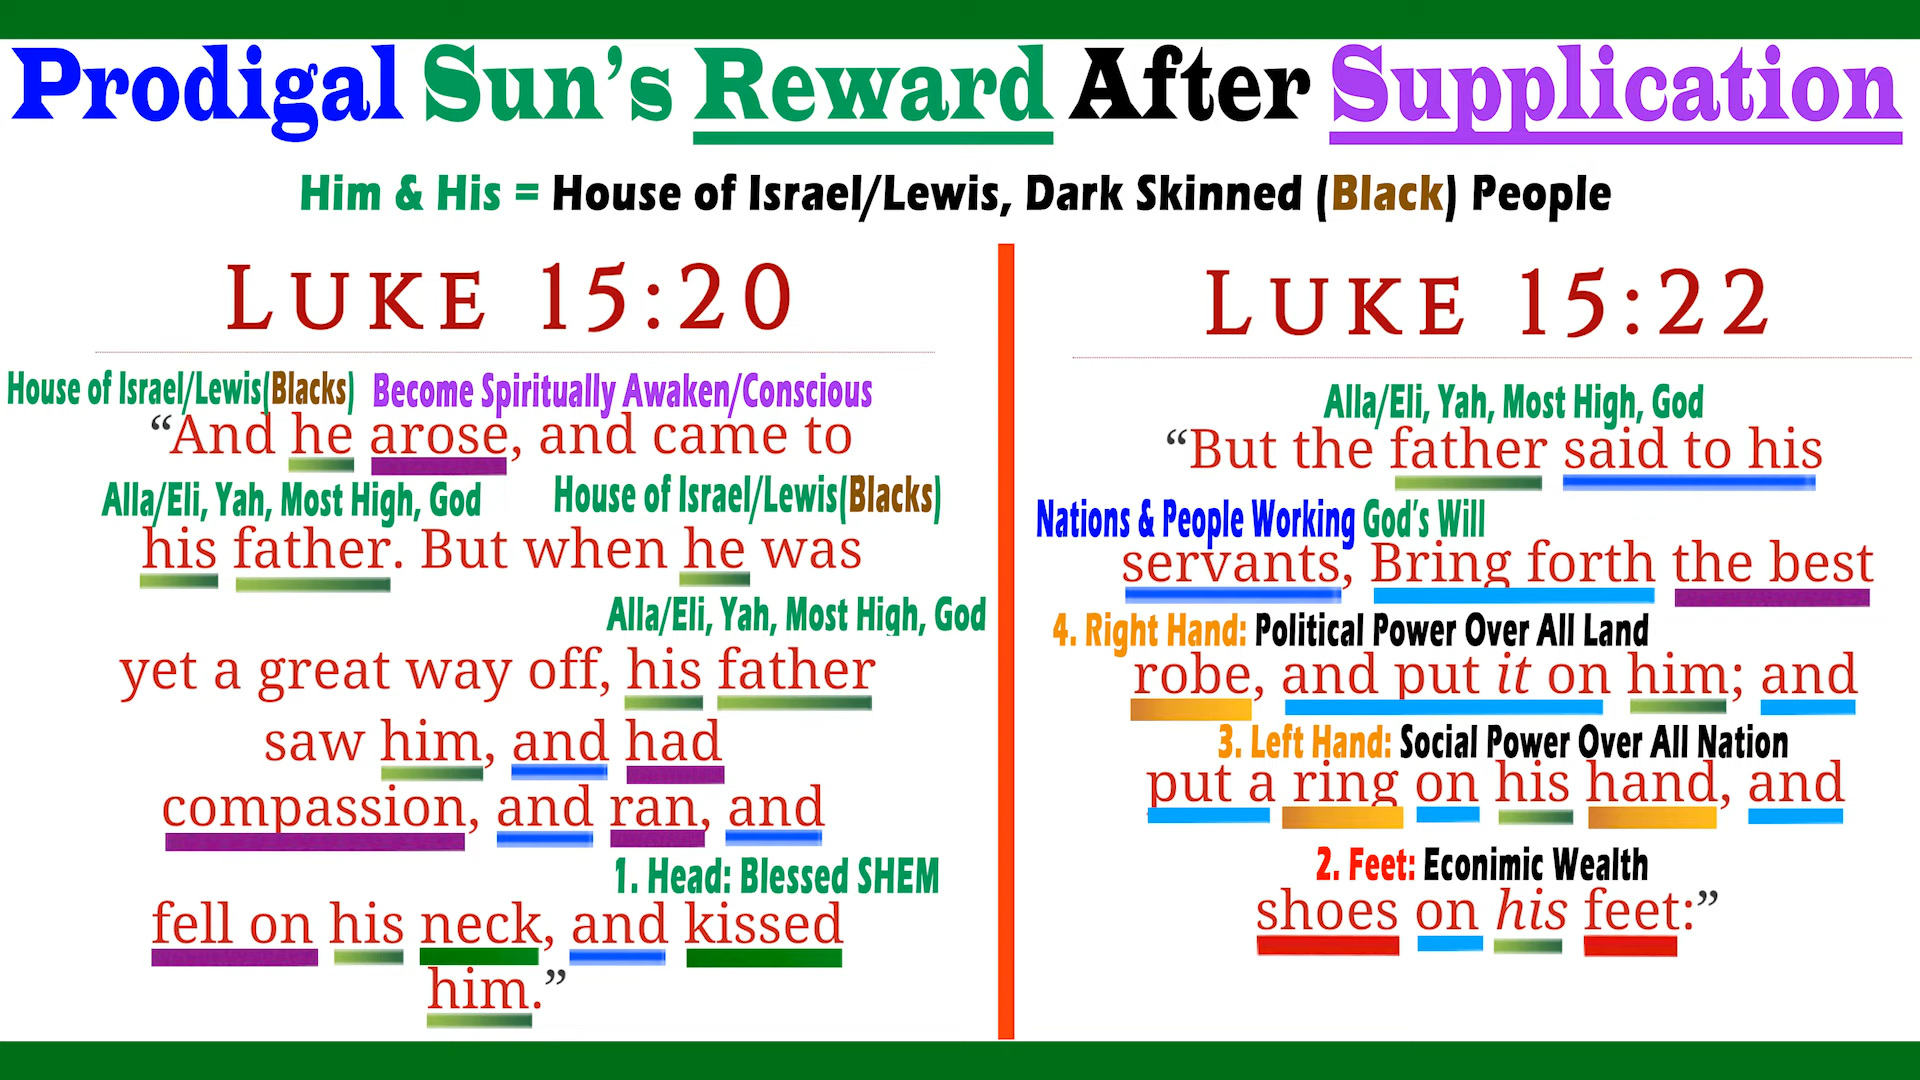 Prodigal Sun's Reward After Supplication
Him & His = House of Israel/Lewis, Dark Skinned (Black) People
LUKE 15:20
House of Israel/Lewis(Blacks) Become Spiritually Awaken/Conscious
“And he arose, and came to
Alla/Eli, Yah, Most High, God House of Israel/Lewis(Blacks)
his father. But when he was
Alla/Eli, Yah, Most High, God
yet a great way off, his father
saw him, and had
compassion, and ran, and
1. Head: Blessed SHEM
fell on his neck, and kissed
him.”
LUKE 15:22
Alla/Eli, Yah, Most High, God
“But the father said to his
Nations & People Working God's Will
servants, Bring forth the best
4. Right Hand: Political Power Over All Land
robe, and put it on him; and
3. Left Hand: Social Power Over All Nation
put a ring on his hand, and
2. Feet: Econimic Wealth
shoes on his feet:”